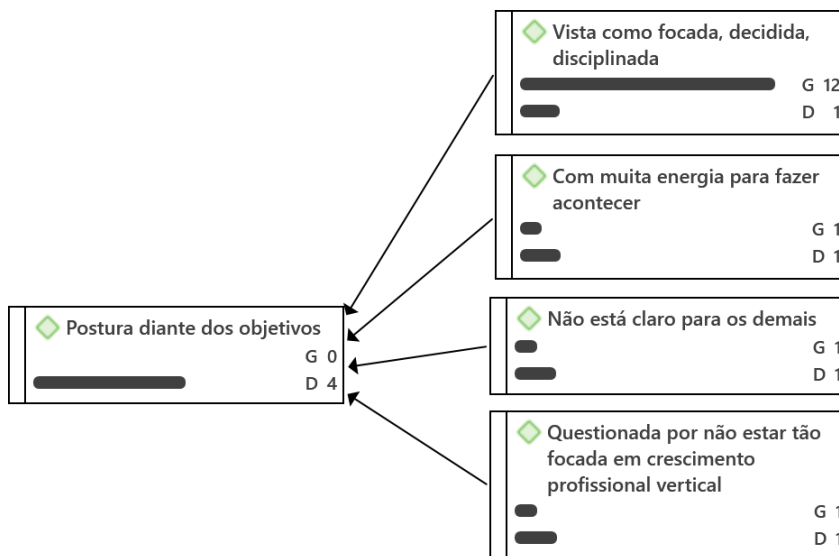 Vista como focada, decidida,
disciplinada
G 12
D 1
Com muita energia para fazer
acontecer
G 1
D 1
Postura diante dos objetivos
G 0
D 4
Não está claro para os demais
G 1
D 1
Questionada por não estar tão
focada em crescimento
profissional vertical
G 1
D 1